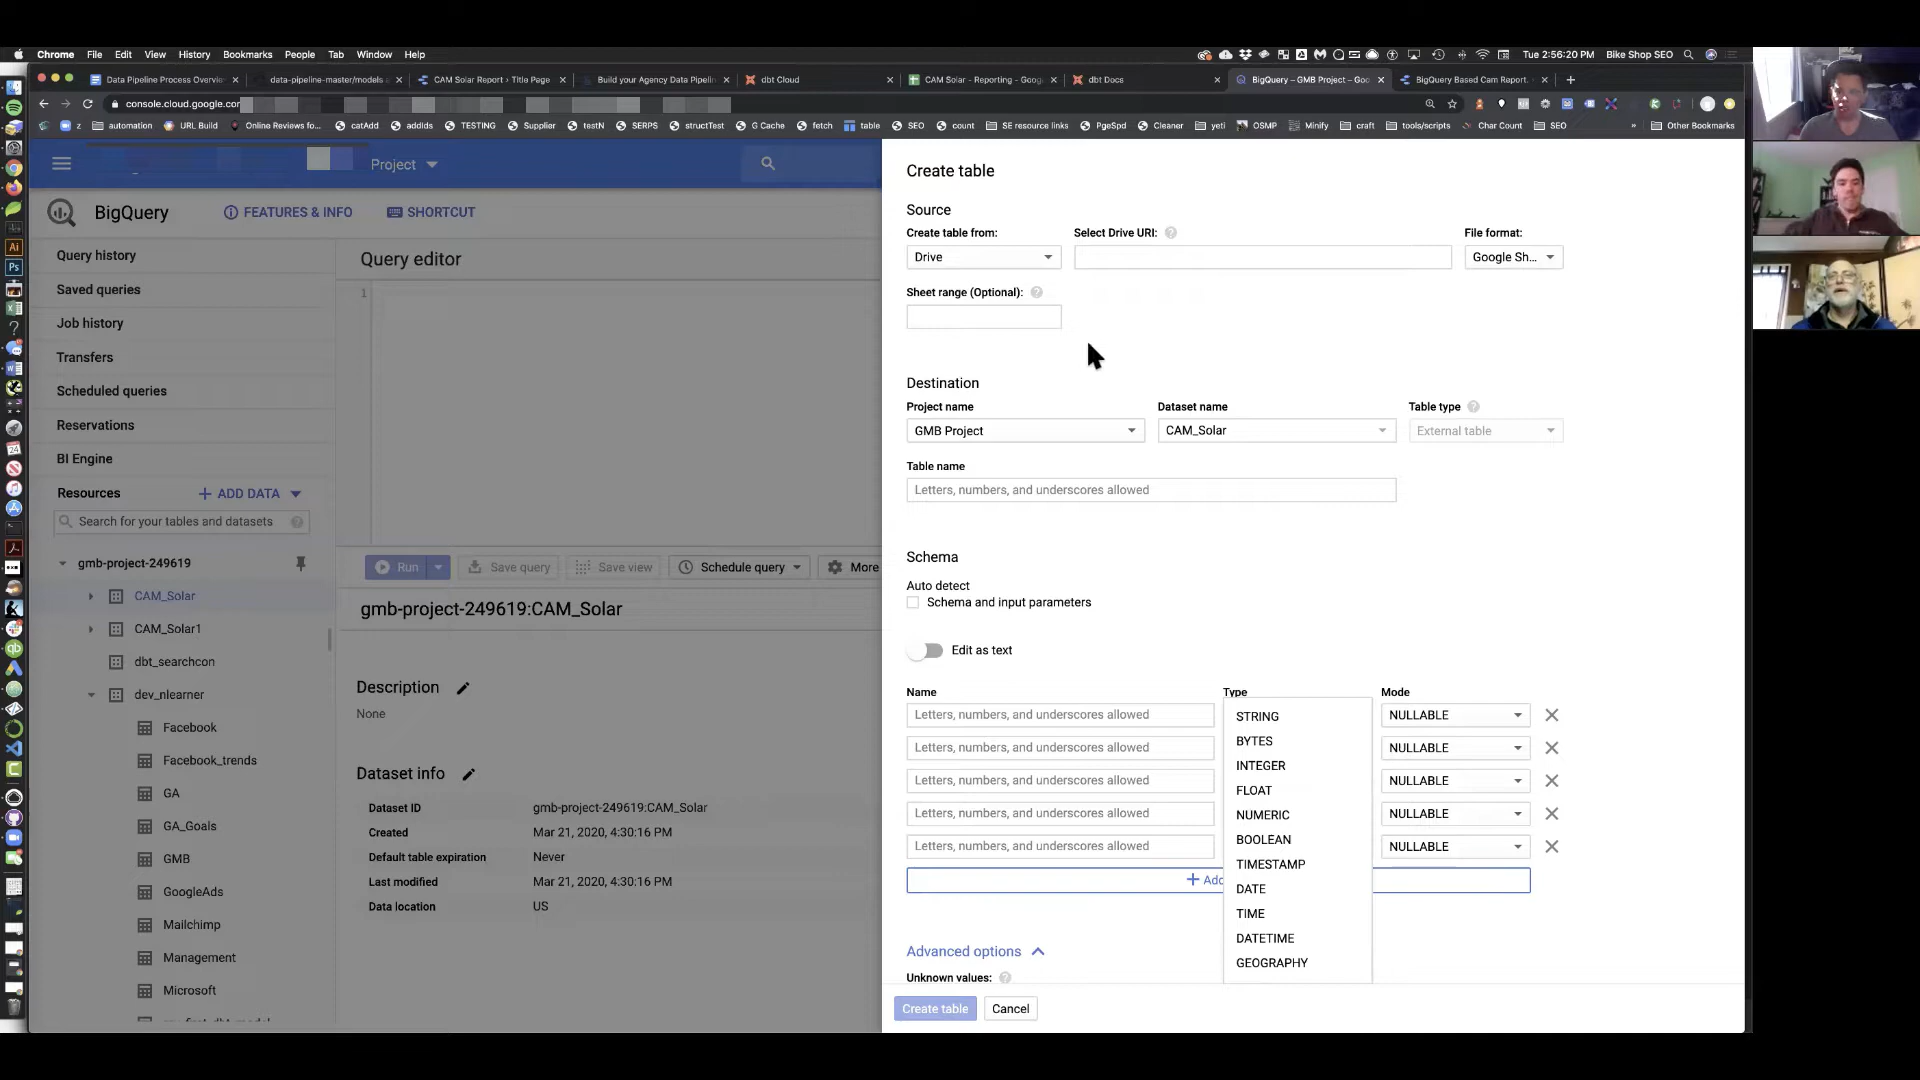 Chrome File Edit View History Bookmarks People Tab Window Help
Tue 2:56:20 PM Bike Shop SEO
Data Pipeline Process Overvie
data-pipeline-master/models a
CAM Solar Report › Title Page
Build your Agency Data Pipelin
dbt Cloud
CAM Solar - Reporting - Goog
dbt Docs
BigQuery – GMB Project – Goo
BigQuery Based Cam Report.
console.cloud.google.com
z automation URL Build Online Reviews fo... catAdd addIds TESTING Supplier testN SERPS structTest G Cache fetch table SEO count SE resource links PgeSpd Cleaner yeti OSMP Minify craft tools/scripts Char Count SEO » Other Bookmarks
Project
BigQuery
FEATURES & INFO
SHORTCUT
Query history
Saved queries
Job history
Transfers
Scheduled queries
Reservations
BI Engine
Resources
ADD DATA
Search for your tables and datasets
gmb-project-249619
CAM_Solar
CAM_Solar1
dbt_searchcon
dev_nlearner
Facebook
Facebook_trends
GA
GA_Goals
GMB
GoogleAds
Mailchimp
Management
Microsoft
Query editor
1
Run
Save query
Save view
Schedule query
More
gmb-project-249619:CAM_Solar
Description
None
Dataset info
Dataset ID gmb-project-249619:CAM_Solar
Created Mar 21, 2020, 4:30:16 PM
Default table expiration Never
Last modified Mar 21, 2020, 4:30:16 PM
Data location US
Create table
Source
Create table from: Select Drive URI: File format:
Drive Google Sh...
Sheet range (Optional):
Destination
Project name Dataset name Table type
GMB Project CAM_Solar External table
Table name
Letters, numbers, and underscores allowed
Schema
Auto detect
Schema and input parameters
Edit as text
Name Type Mode
Letters, numbers, and underscores allowed STRING NULLABLE
Letters, numbers, and underscores allowed BYTES NULLABLE
INTEGER
Letters, numbers, and underscores allowed FLOAT NULLABLE
Letters, numbers, and underscores allowed NUMERIC NULLABLE
Letters, numbers, and underscores allowed BOOLEAN NULLABLE
TIMESTAMP
Add
DATE
TIME
DATETIME
GEOGRAPHY
Advanced options
Unknown values:
Create table
Cancel